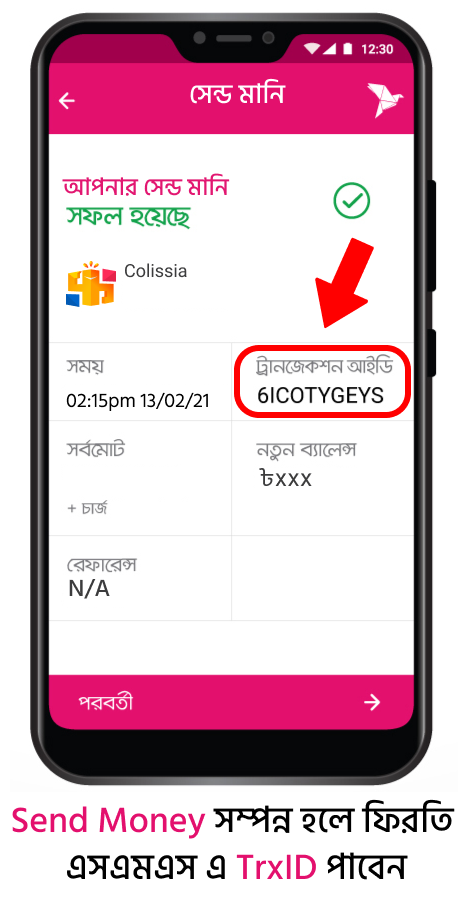 12:30
সেন্ড মানি
আপনার সেন্ড মানি
সফল হয়েছে
Colissia
সময়
02:15pm 13/02/21
ট্রানজেকশন আইডি
6ICOTYGEYS
সর্বমোট
+ চার্জ
নতুন ব্যালেন্স
৳xxx
রেফারেন্স
N/A
পরবর্তী
Send Money সম্পন্ন হলে ফিরতি
এসএমএস এ TrxID পাবেন